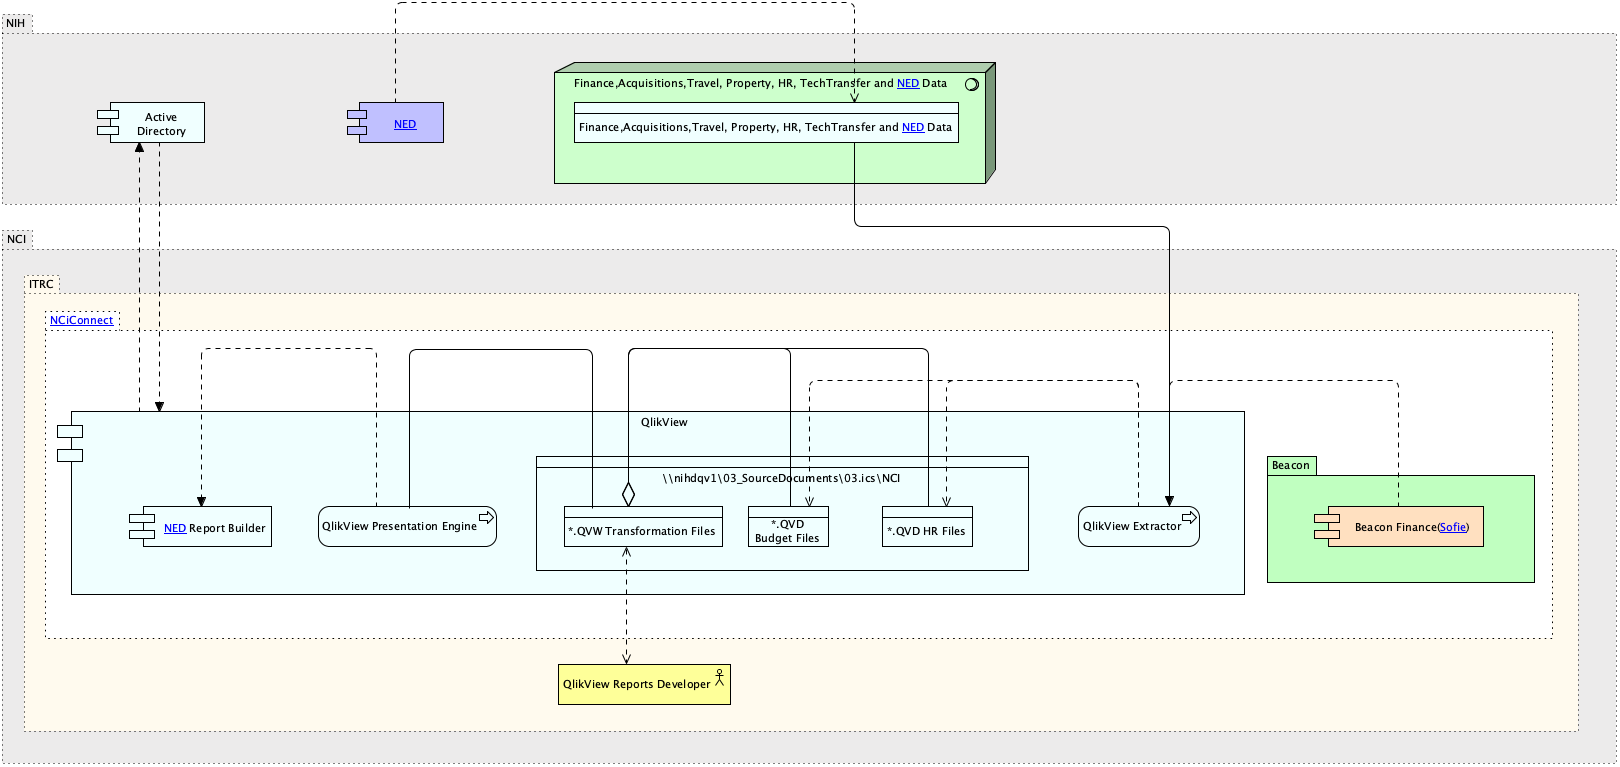 NIH
Finance,Acquisitions,Travel, Property, HR, TechTransfer and NED Data
Active
Directory
NED
Finance,Acquisitions,Travel, Property, HR, TechTransfer and NED Data
NCI
ITRC
NCiConnect
QlikView
\\nihdqv1\03_SourceDocuments\03.ics\NCI
Beacon
NED Report Builder
QlikView Presentation Engine
*.QVW Transformation Files
*.QVD
Budget Files
*.QVD HR Files
QlikView Extractor
Beacon Finance(Sofie)
QlikView Reports Developer